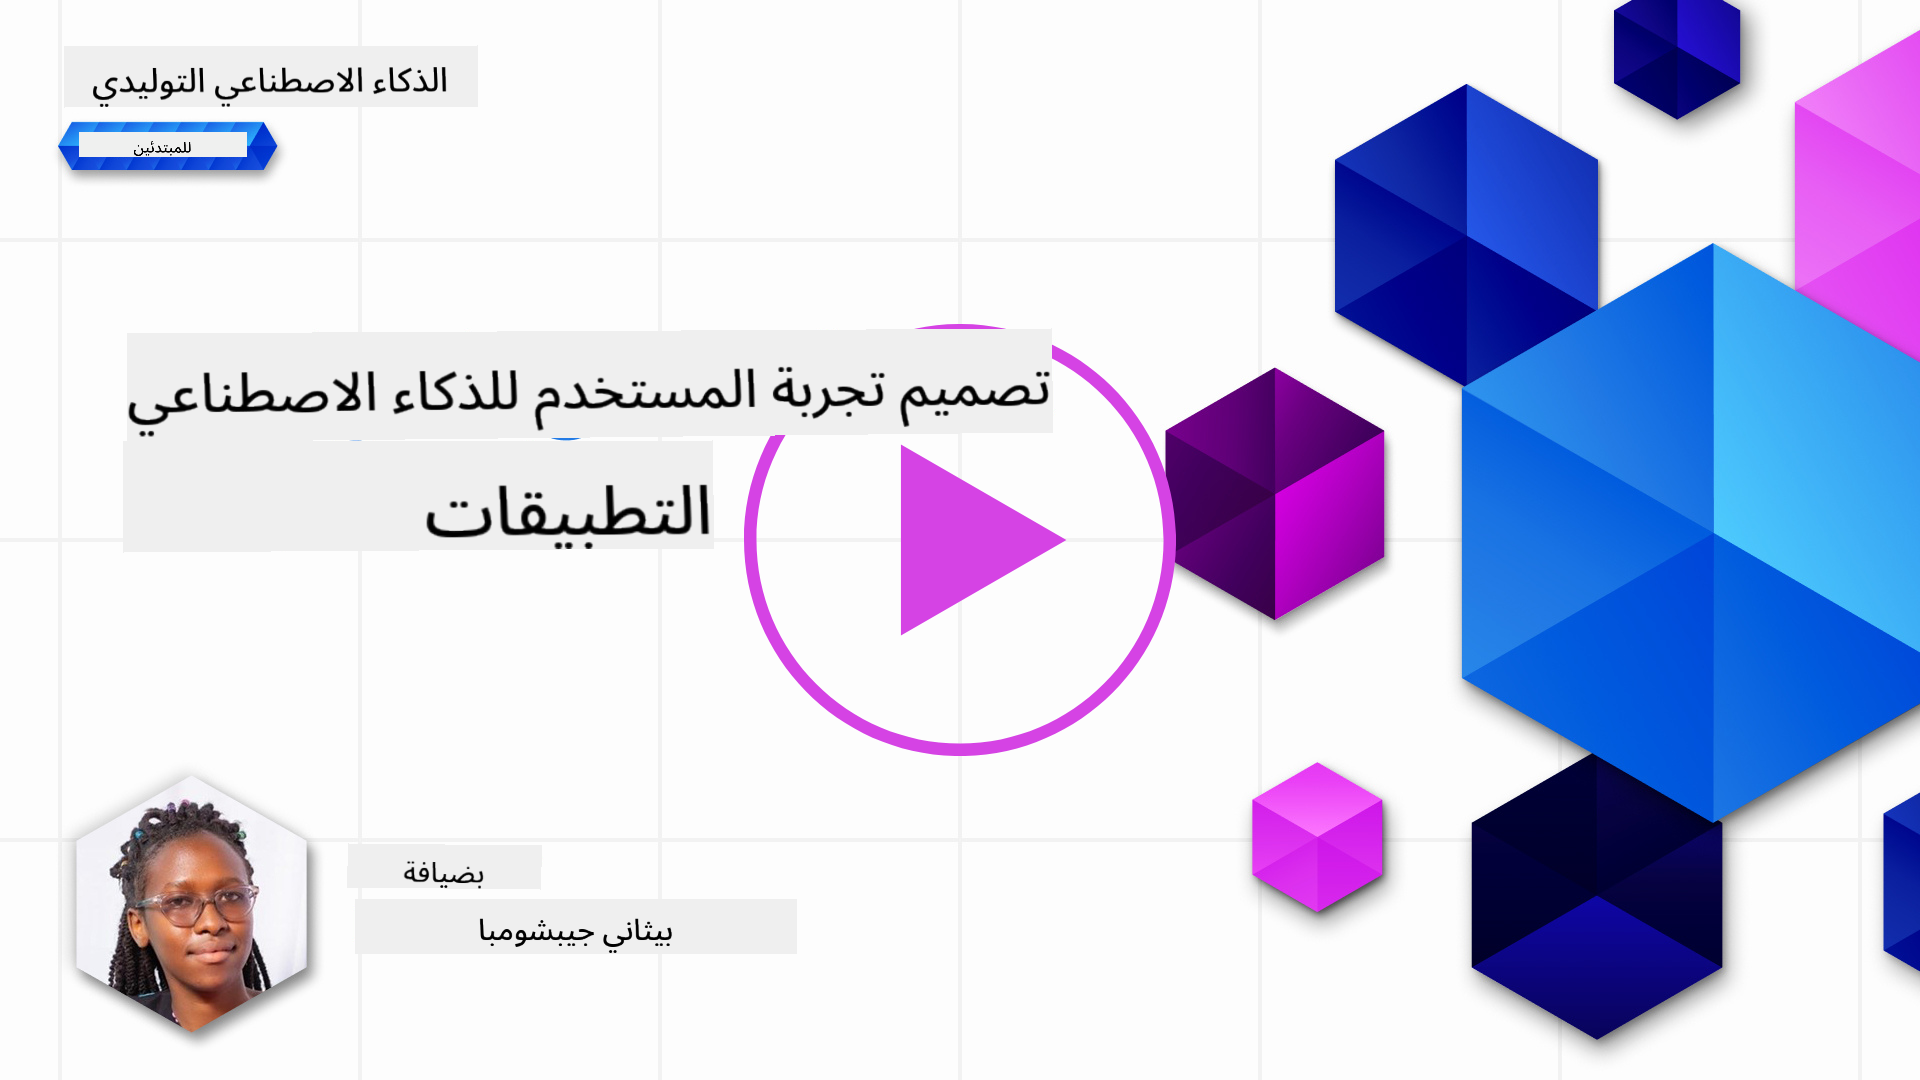 الذكاء الاصطناعي التوليدي
للمبتدئين
تصميم تجربة المستخدم للذكاء الاصطناعي
التطبيقات
بضيافة
بيثاني جيبشومبا